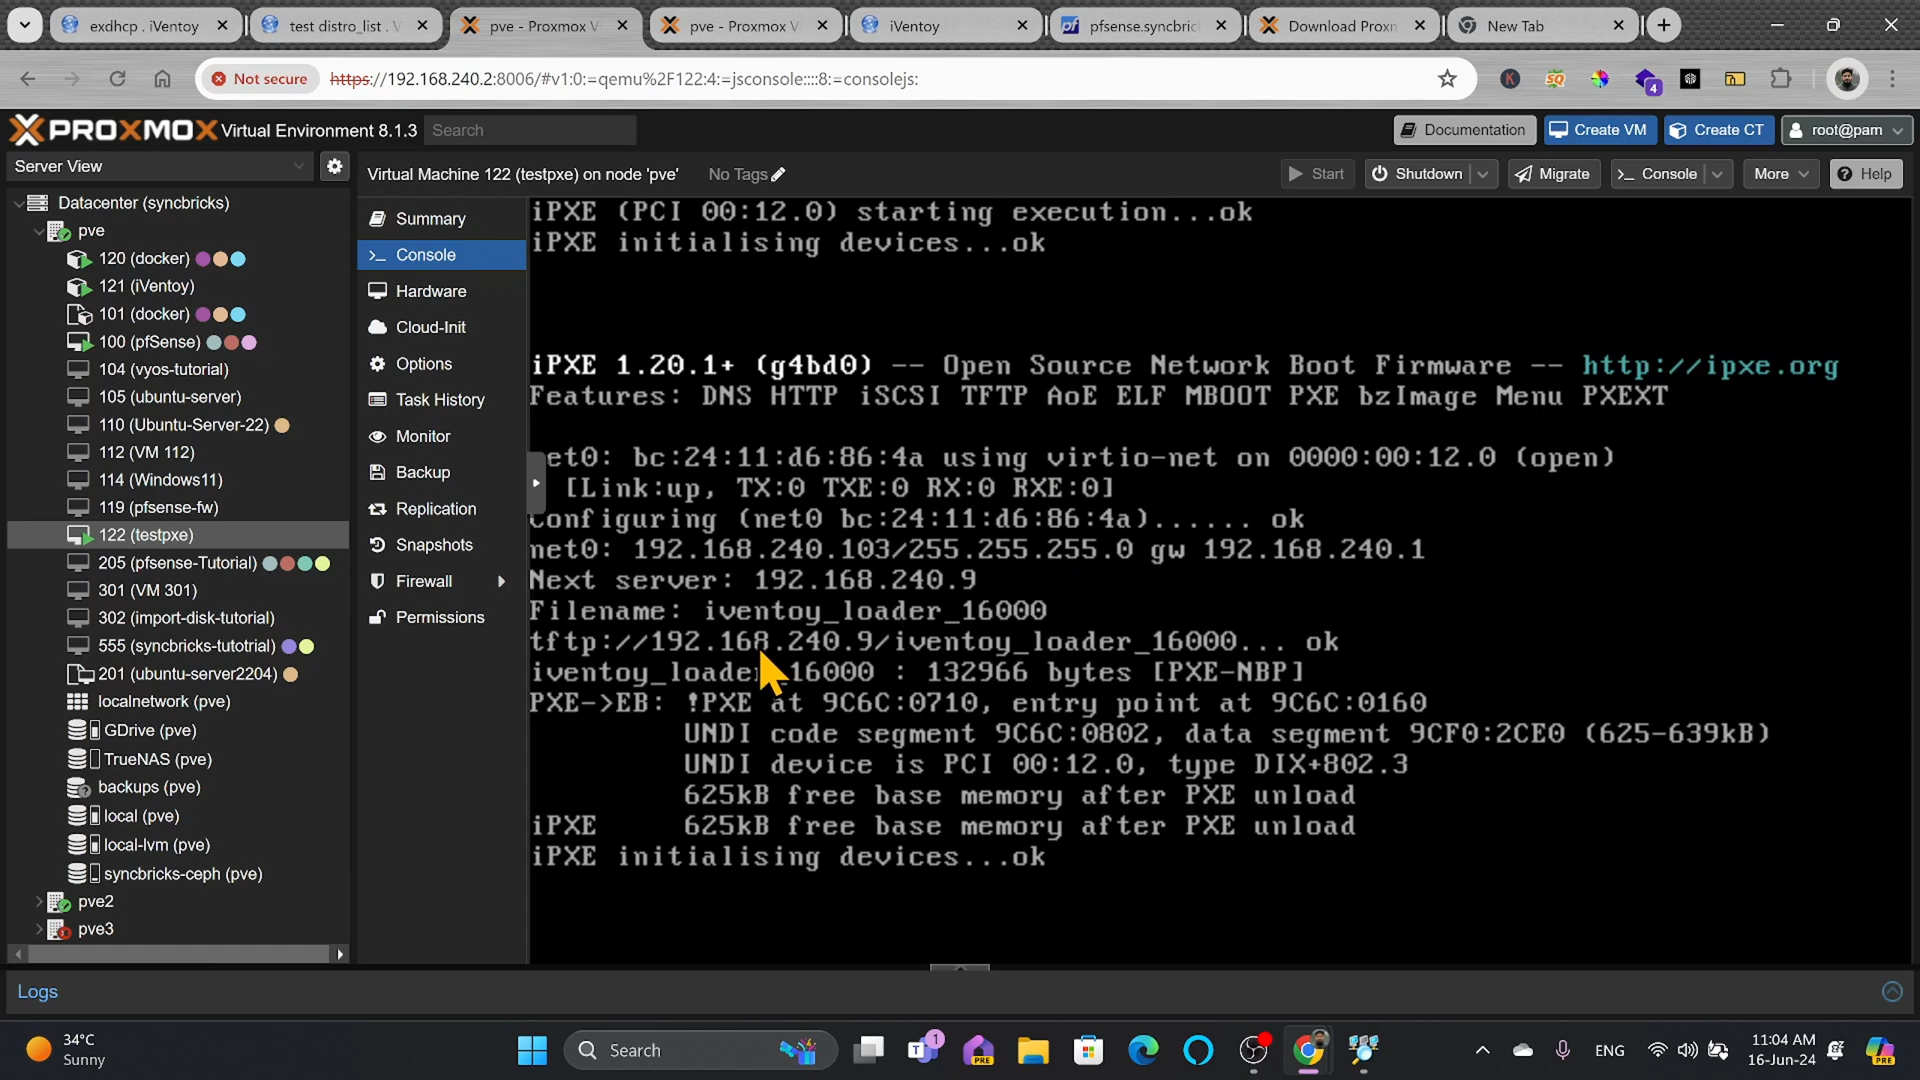 exdhcp . iVentoy
test distro_list . V
pve - Proxmox V
pve - Proxmox V
iVentoy
pfsense.syncbric
Download Proxm
New Tab
Not secure
https://192.168.240.2:8006/#v1:0:=qemu%2F122:4:=jsconsole::::8:=consolejs:
4
PROXMOX Virtual Environment 8.1.3
Search
Documentation
Create VM
Create CT
root@pam
Server View
Virtual Machine 122 (testpxe) on node 'pve'
No Tags
Start
Shutdown
Migrate
Console
More
Help
Datacenter (syncbricks)
pve
120 (docker)
121 (iVentoy)
101 (docker)
100 (pfSense)
104 (vyos-tutorial)
105 (ubuntu-server)
110 (Ubuntu-Server-22)
112 (VM 112)
114 (Windows11)
119 (pfsense-fw)
122 (testpxe)
205 (pfsense-Tutorial)
301 (VM 301)
302 (import-disk-tutorial)
555 (syncbricks-tutotrial)
201 (ubuntu-server2204)
localnetwork (pve)
GDrive (pve)
TrueNAS (pve)
backups (pve)
local (pve)
local-lvm (pve)
syncbricks-ceph (pve)
pve2
pve3
Summary
Console
Hardware
Cloud-Init
Options
Task History
Monitor
Backup
Replication
Snapshots
Firewall
Permissions
iPXE (PCI 00:12.0) starting execution...ok
iPXE initialising devices...ok
iPXE 1.20.1+ (g4bd0) -- Open Source Network Boot Firmware -- http://ipxe.org
Features: DNS HTTP iSCSI TFTP AoE ELF MBOOT PXE bzImage Menu PXEXT
et0: bc:24:11:d6:86:4a using virtio-net on 0000:00:12.0 (open)
[Link:up, TX:0 TXE:0 RX:0 RXE:0]
Configuring (net0 bc:24:11:d6:86:4a)...... ok
net0: 192.168.240.103/255.255.255.0 gw 192.168.240.1
Next server: 192.168.240.9
Filename: iventoy_loader_16000
tftp://192.168.240.9/iventoy_loader_16000... ok
iventoy_loader_16000 : 132966 bytes [PXE-NBP]
PXE->EB: !PXE at 9C6C:0710, entry point at 9C6C:0160
UNDI code segment 9C6C:0802, data segment 9CF0:2CE0 (625-639kB)
UNDI device is PCI 00:12.0, type DIX+802.3
625kB free base memory after PXE unload
iPXE 625kB free base memory after PXE unload
iPXE initialising devices...ok
Logs
34°C
Sunny
Search
1
PRE
ENG
11:04 AM
16-Jun-24
PRE